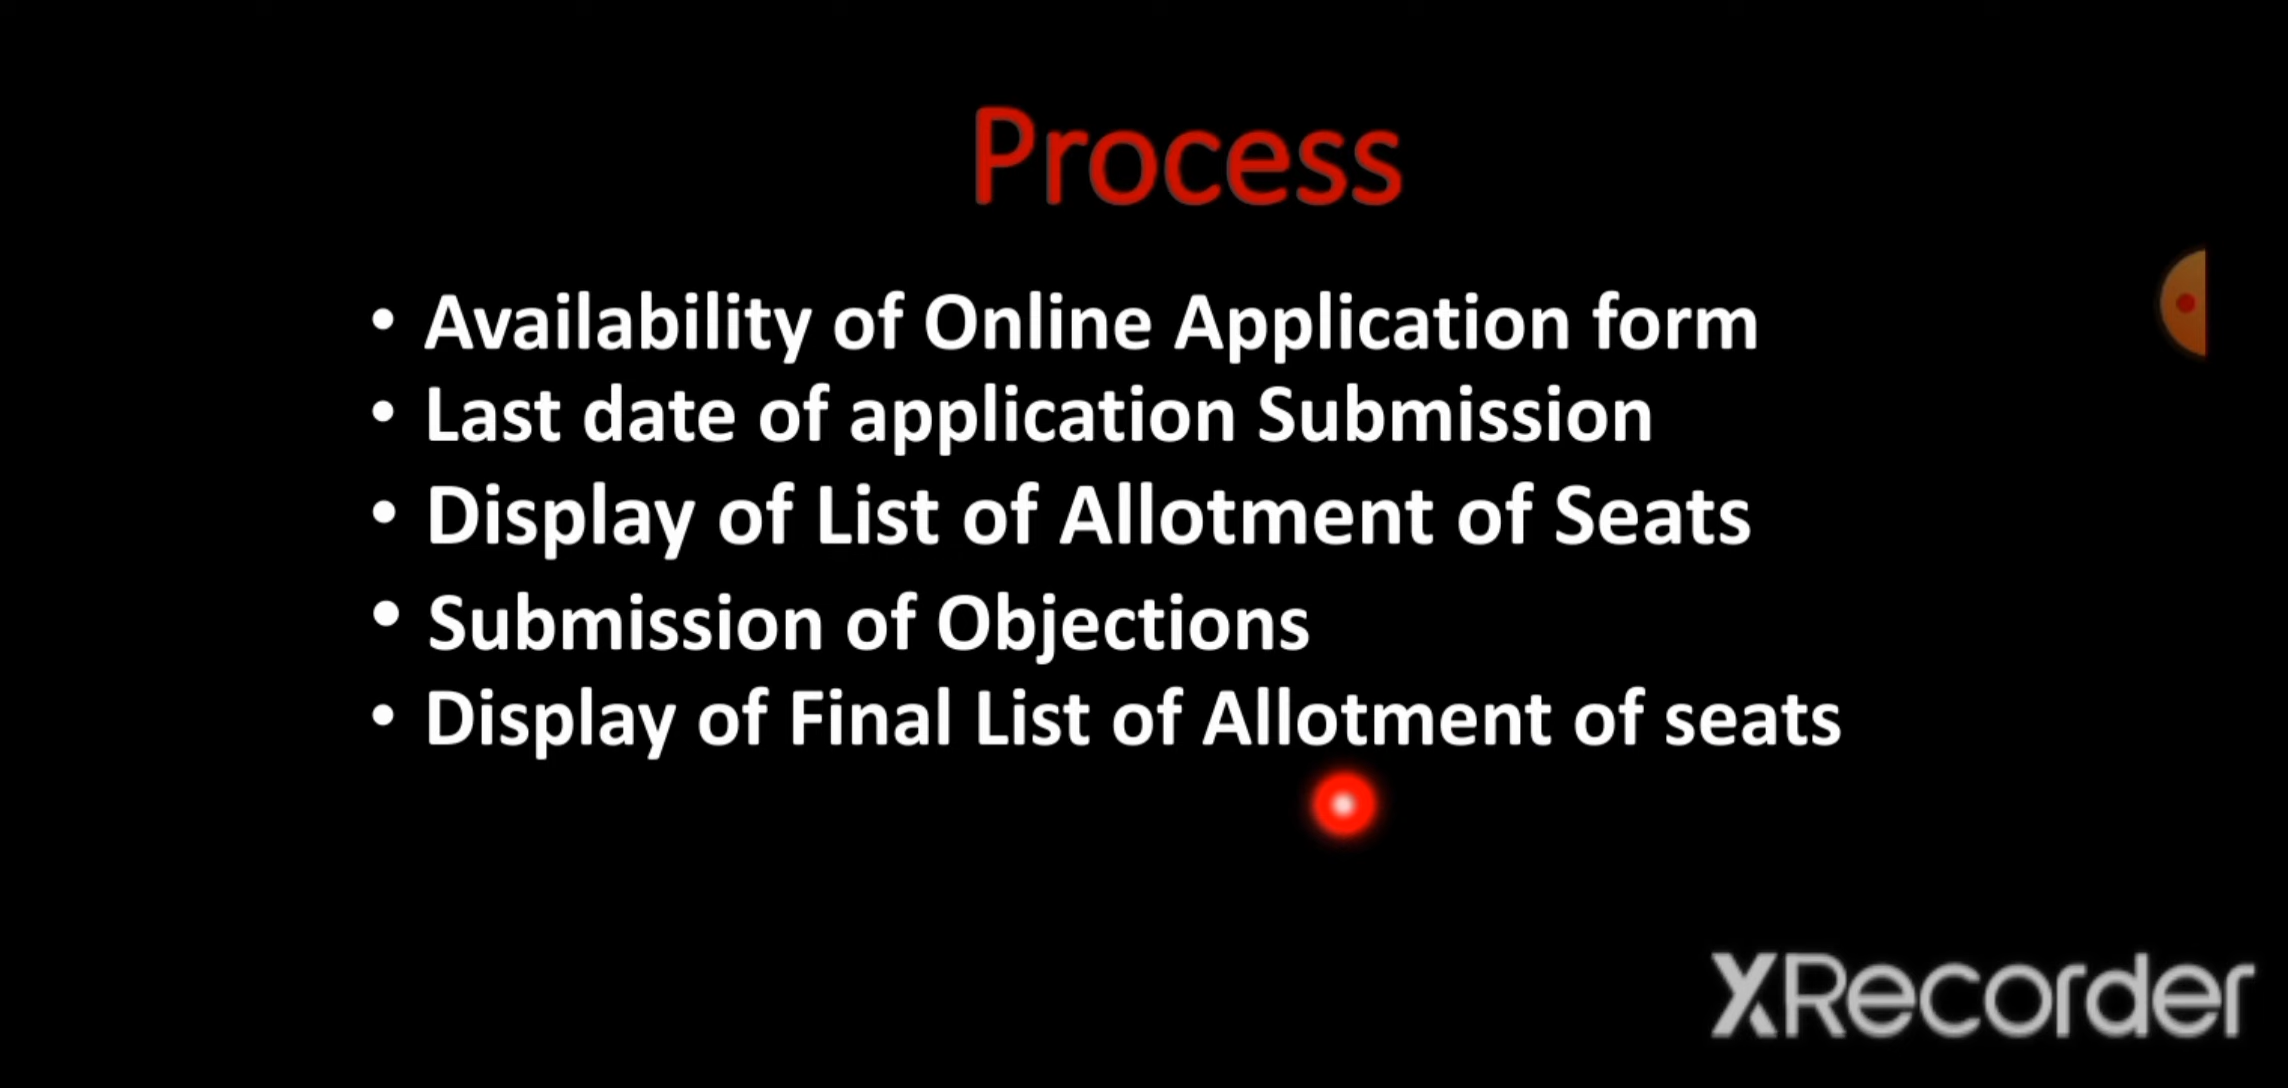 Process
• Availability of Online Application form
• Last date of application Submission
• Display of List of Allotment of Seats
• Submission of Objections
• Display of Final List of Allotment of seats
XRecorder